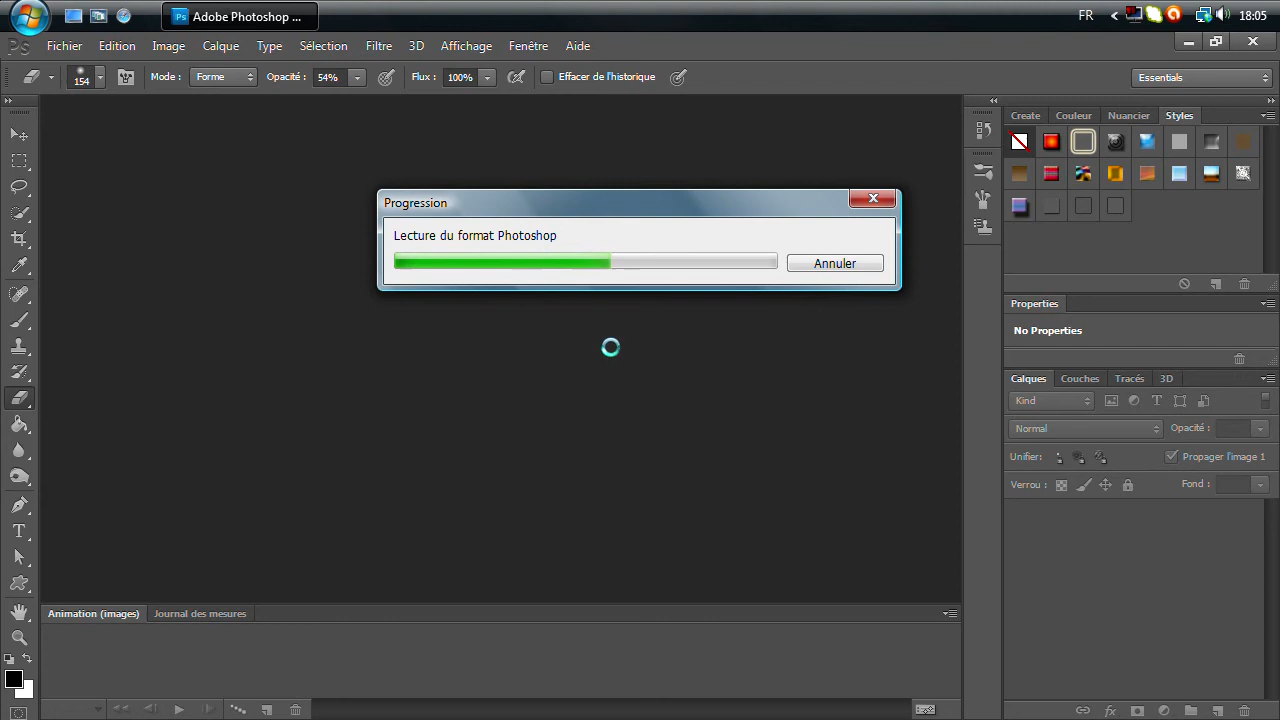 Adobe Photoshop ...
FR
18:05
Fichier Edition Image Calque Type Sélection Filtre 3D Affichage Fenêtre Aide
154
Mode : Forme Opacité : 54% Flux : 100% Effacer de l'historique
Essentials
Create Couleur Nuancier Styles
Progression
Lecture du format Photoshop
Annuler
Properties
No Properties
Calques Couches Tracés 3D
Kind
Normal Opacité :
Unifier: Propager l'image 1
Verrou : Fond :
Animation (images) Journal des mesures